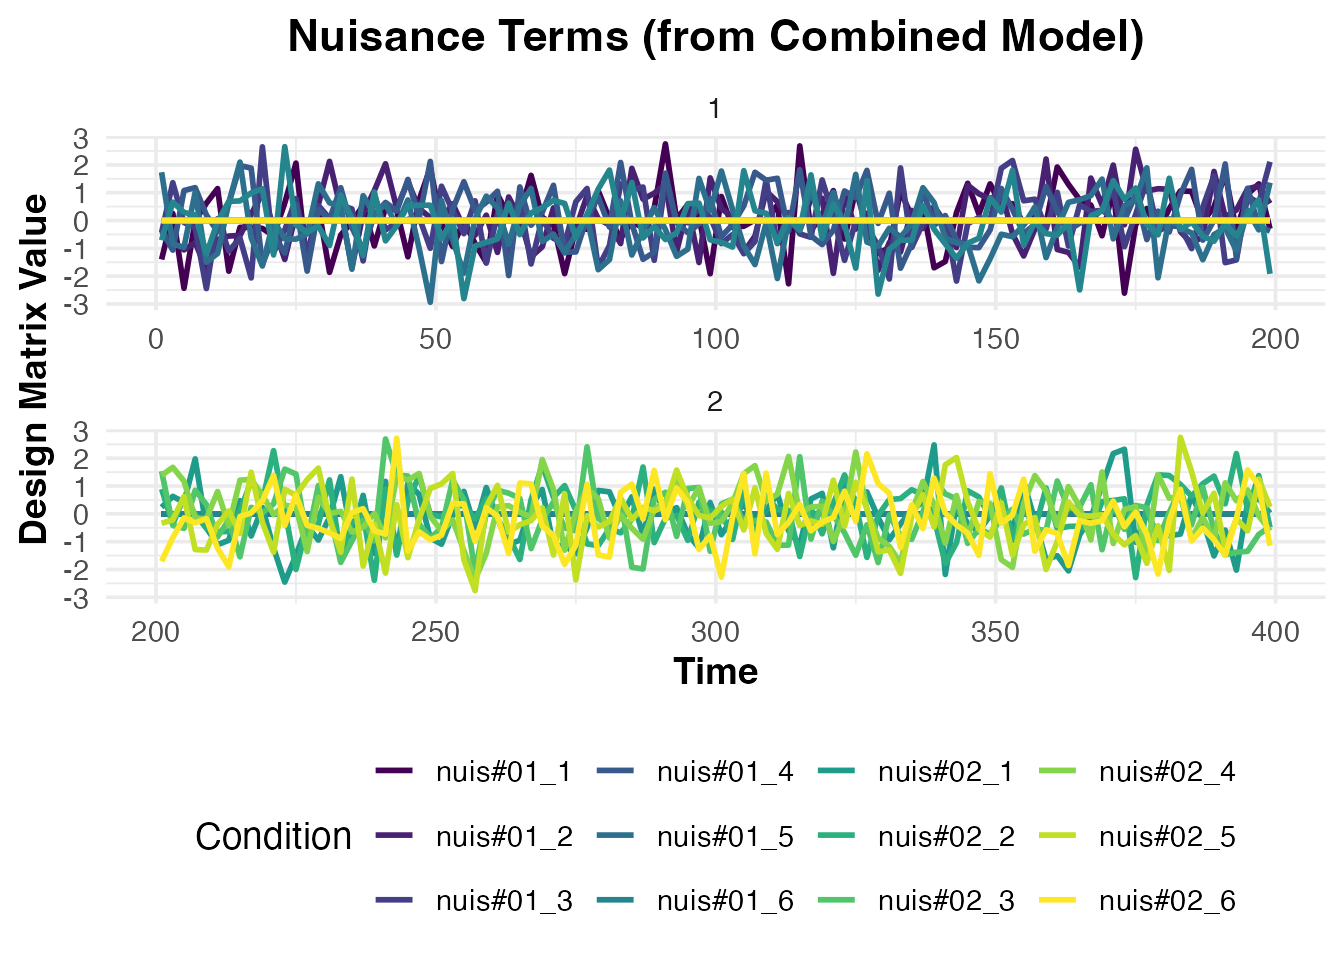 Nuisance Terms (from Combined Model)
1
3
2
1
0
-1
-2
-3
0 50 100 150 200
Design Matrix Value
2
3
2
1
0
-1
-2
-3
200 250 300 350 400
Time
Condition
nuis#01_1 nuis#01_4 nuis#02_1 nuis#02_4
nuis#01_2 nuis#01_5 nuis#02_2 nuis#02_5
nuis#01_3 nuis#01_6 nuis#02_3 nuis#02_6